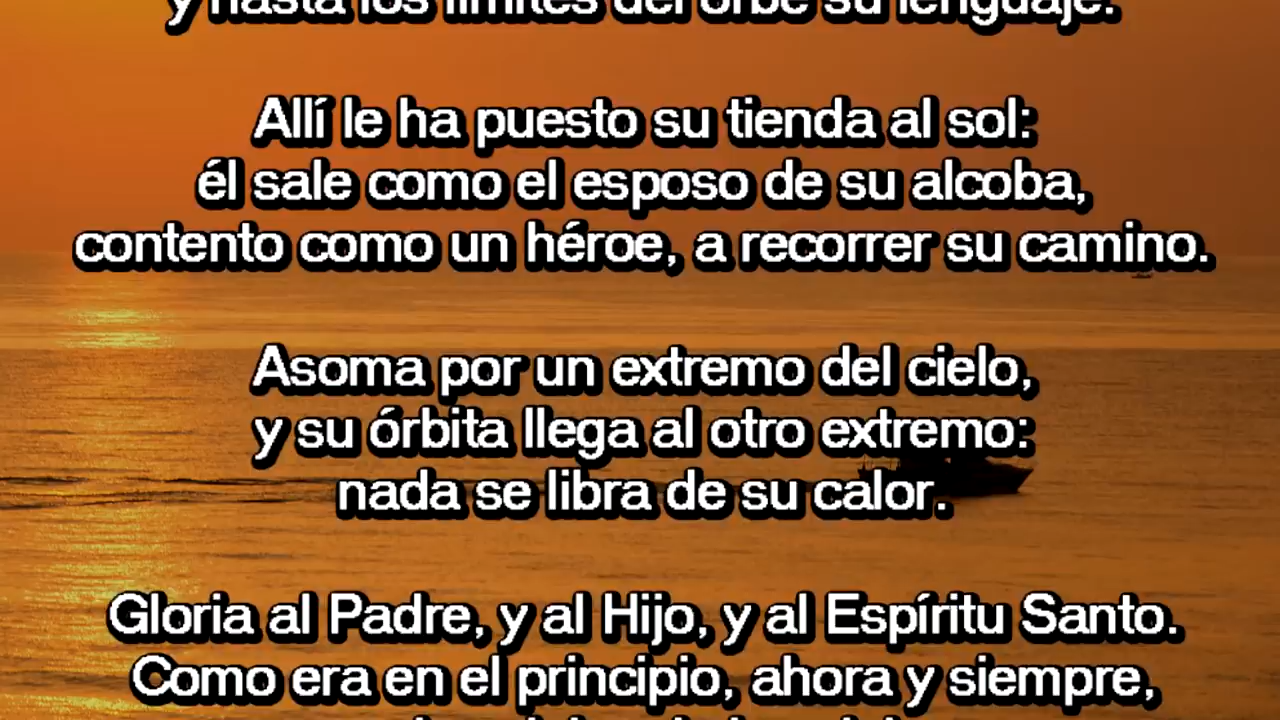 y hasta los límites del orbe su lenguaje.
Allí le ha puesto su tienda al sol:
él sale como el esposo de su alcoba,
contento como un héroe, a recorrer su camino.
Asoma por un extremo del cielo,
y su órbita llega al otro extremo:
nada se libra de su calor.
Gloria al Padre, y al Hijo, y al Espíritu Santo.
Como era en el principio, ahora y siempre,